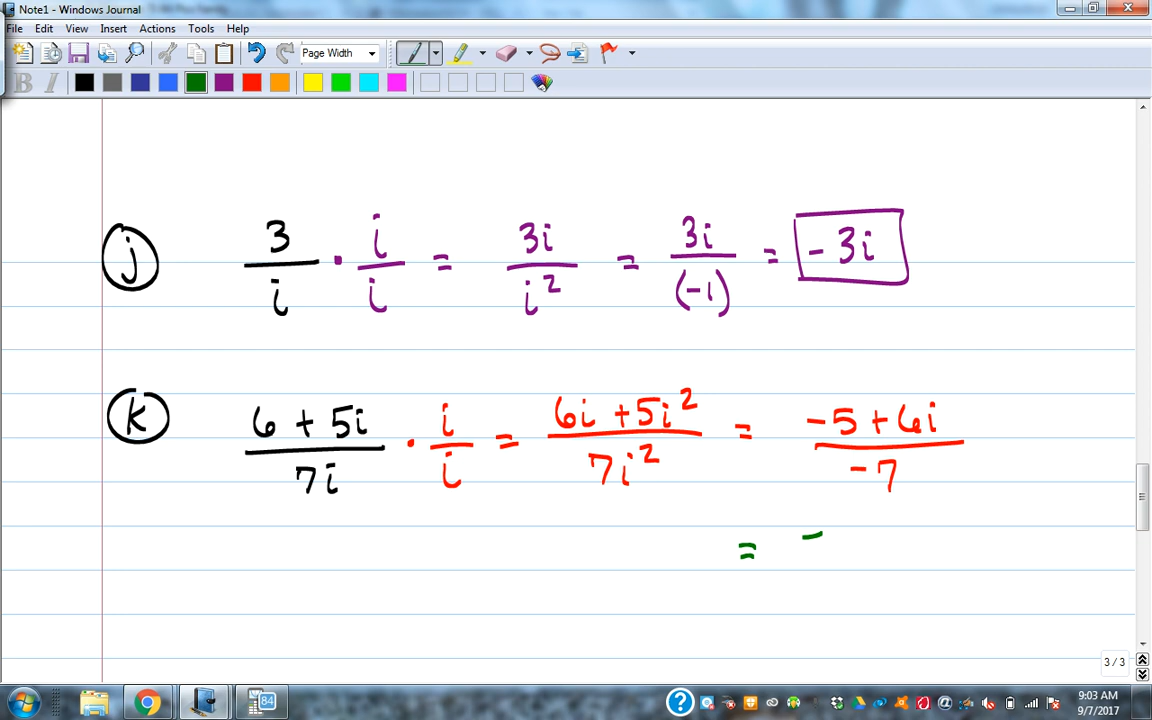 Note1 - Windows Journal
File Edit View Insert Actions Tools Help
Page Width
B I
j 3/i · i/i = 3i/i² = 3i/(-1) = -3i
k 6 + 5i/7i · i/i = 6i + 5i²/7i² = -5 + 6i/-7
= -
3 / 3
84
9:03 AM
9/7/2017